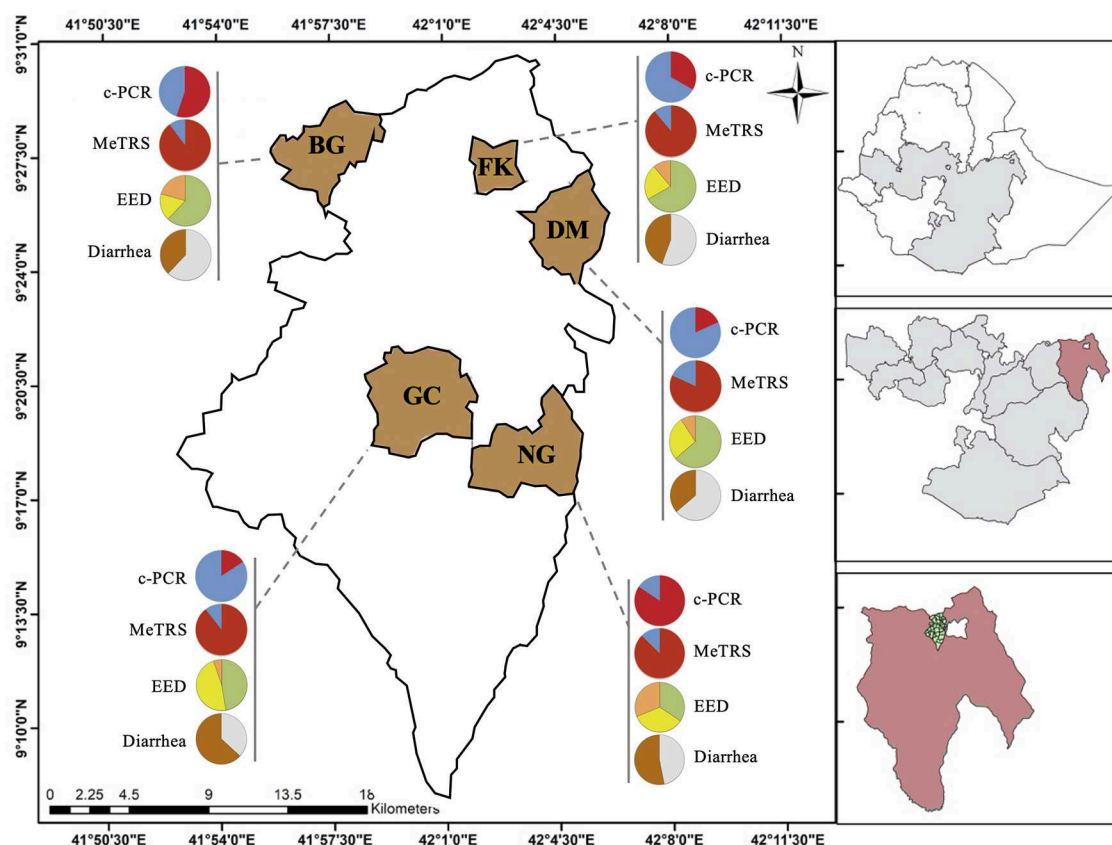 41°50'30"E 41°54'0"E 41°57'30"E 42°1'0"E 42°4'30"E 42°8'0"E 42°11'30"E
9°31'0"N
9°27'30"N
9°24'0"N
9°20'30"N
9°17'0"N
9°13'30"N
9°10'0"N
N
c-PCR
MeTRS
EED
Diarrhea
BG
FK
DM
c-PCR
MeTRS
EED
Diarrhea
c-PCR
MeTRS
EED
Diarrhea
GC
NG
c-PCR
MeTRS
EED
Diarrhea
c-PCR
MeTRS
EED
Diarrhea
0 2.25 4.5 9 13.5 18
Kilometers
41°50'30"E 41°54'0"E 41°57'30"E 42°1'0"E 42°4'30"E 42°8'0"E 42°11'30"E